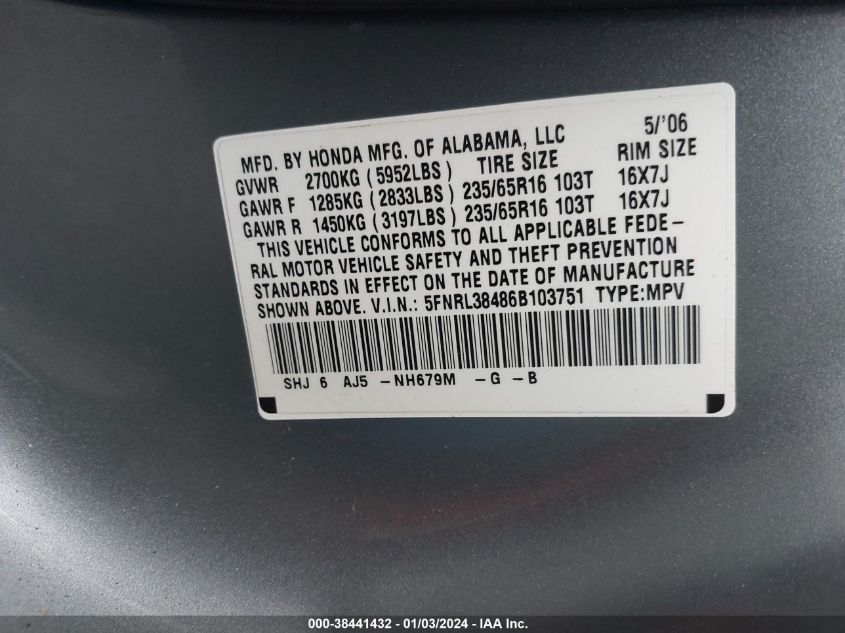 5/'06
MFD. BY HONDA MFG. OF ALABAMA, LLC
GVWR 2700KG (5952LBS) TIRE SIZE RIM SIZE
GAWR F 1285KG (2833LBS) 235/65R16 103T 16X7J
GAWR R 1450KG (3197LBS) 235/65R16 103T 16X7J
THIS VEHICLE CONFORMS TO ALL APPLICABLE FEDE-
RAL MOTOR VEHICLE SAFETY AND THEFT PREVENTION
STANDARDS IN EFFECT ON THE DATE OF MANUFACTURE
SHOWN ABOVE. V.I.N.: 5FNRL38486B103751 TYPE:MPV
SHJ 6 AJ5 -NH679M -G -B
000-38441432 - 01/03/2024 - IAA Inc.